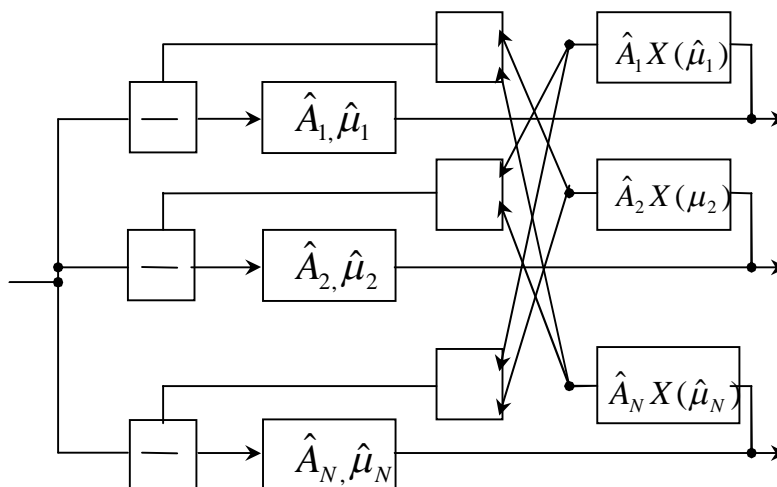 Â₁X(μ̂₁)
— Â₁, μ̂₁
Â₂X(μ₂)
— Â₂, μ̂₂
Â_N X(μ̂_N)
— Â_N, μ̂_N